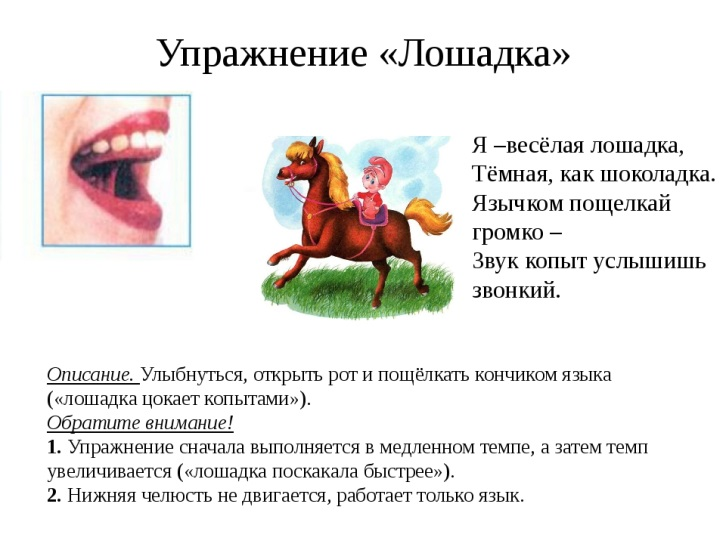 Упражнение «Лошадка»
Я –весёлая лошадка,
Тёмная, как шоколадка.
Язычком пощелкай
громко –
Звук копыт услышишь
звонкий.
Описание. Улыбнуться, открыть рот и пощёлкать кончиком языка
(«лошадка цокает копытами»).
Обратите внимание!
1. Упражнение сначала выполняется в медленном темпе, а затем темп
увеличивается («лошадка поскакала быстрее»).
2. Нижняя челюсть не двигается, работает только язык.